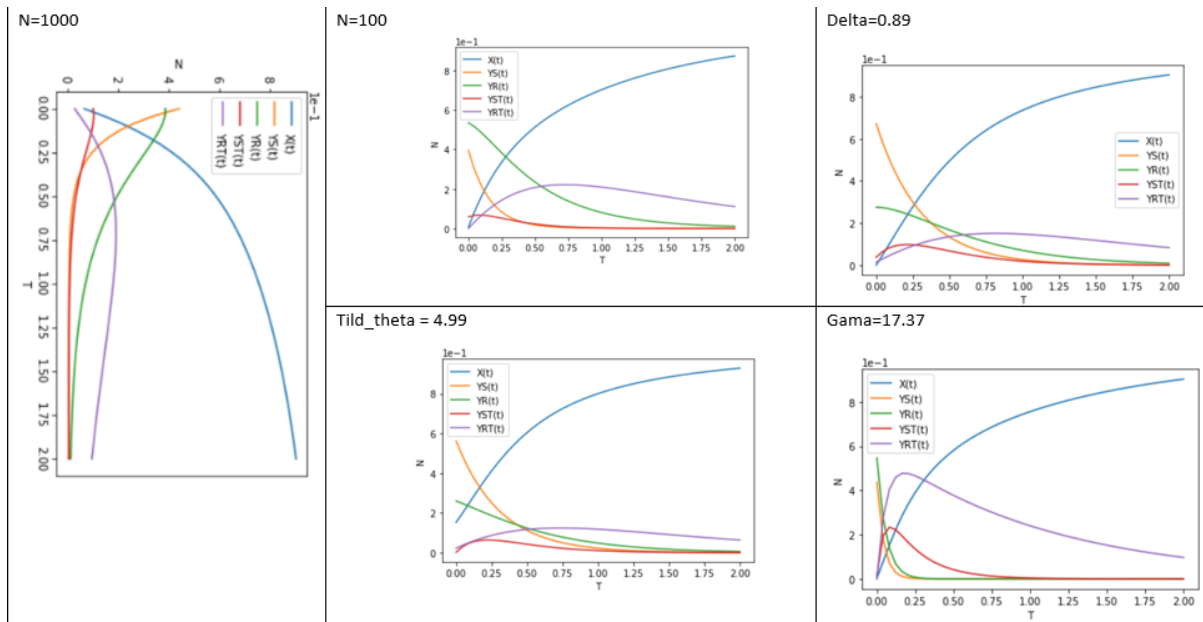 N=1000
N
0 2 4 6 8
1e−1
X(t)
YS(t)
YR(t)
YST(t)
YRT(t)
0.00 0.25 0.50 0.75 1.00 1.25 1.50 1.75 2.00
T
N=100
1e−1
X(t)
YS(t)
YR(t)
YST(t)
YRT(t)
8
6
4
2
0
N
0.00 0.25 0.50 0.75 1.00 1.25 1.50 1.75 2.00
T
Delta=0.89
1e−1
X(t)
YS(t)
YR(t)
YST(t)
YRT(t)
8
6
4
2
0
N
0.00 0.25 0.50 0.75 1.00 1.25 1.50 1.75 2.00
T
Tild_theta = 4.99
1e−1
X(t)
YS(t)
YR(t)
YST(t)
YRT(t)
8
6
4
2
0
N
0.00 0.25 0.50 0.75 1.00 1.25 1.50 1.75 2.00
T
Gama=17.37
1e−1
X(t)
YS(t)
YR(t)
YST(t)
YRT(t)
8
6
4
2
0
N
0.00 0.25 0.50 0.75 1.00 1.25 1.50 1.75 2.00
T